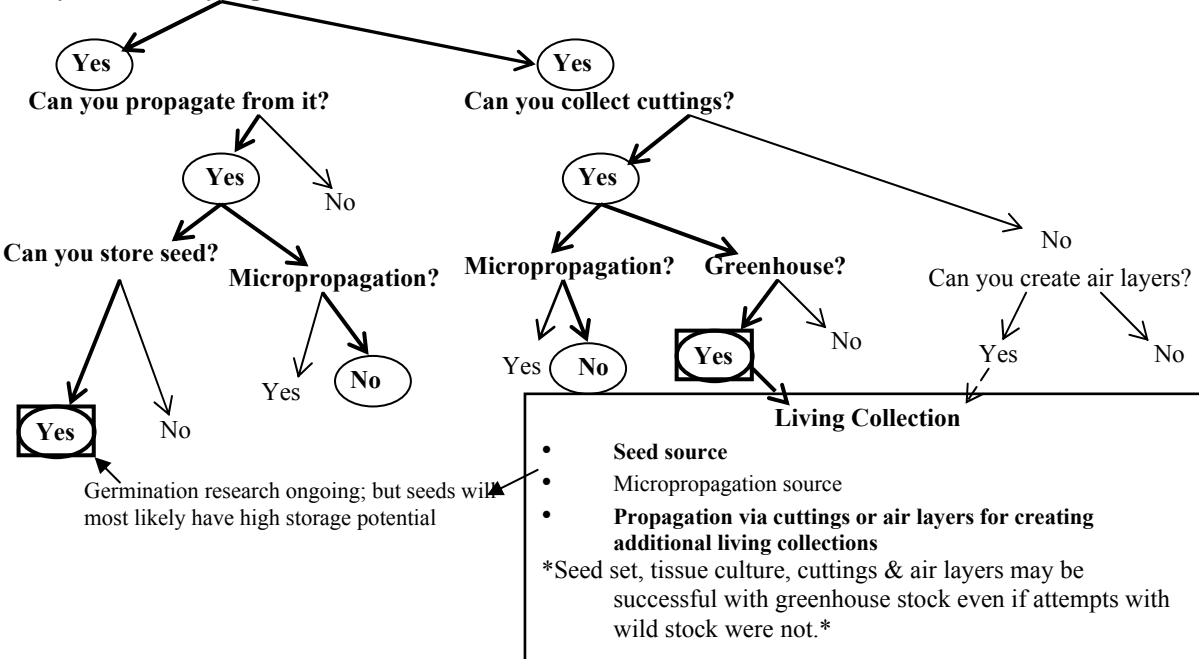 Yes
Yes
Can you propagate from it?
Can you collect cuttings?
Yes
No
Yes
No
Can you store seed?
Micropropagation?
Micropropagation?
Greenhouse?
Can you create air layers?
Yes
No
Yes
No
Yes
No
Yes
No
Yes
No
Yes
No
Germination research ongoing; but seeds will
most likely have high storage potential
Living Collection
• Seed source
• Micropropagation source
• Propagation via cuttings or air layers for creating
additional living collections
*Seed set, tissue culture, cuttings & air layers may be
successful with greenhouse stock even if attempts with
wild stock were not.*